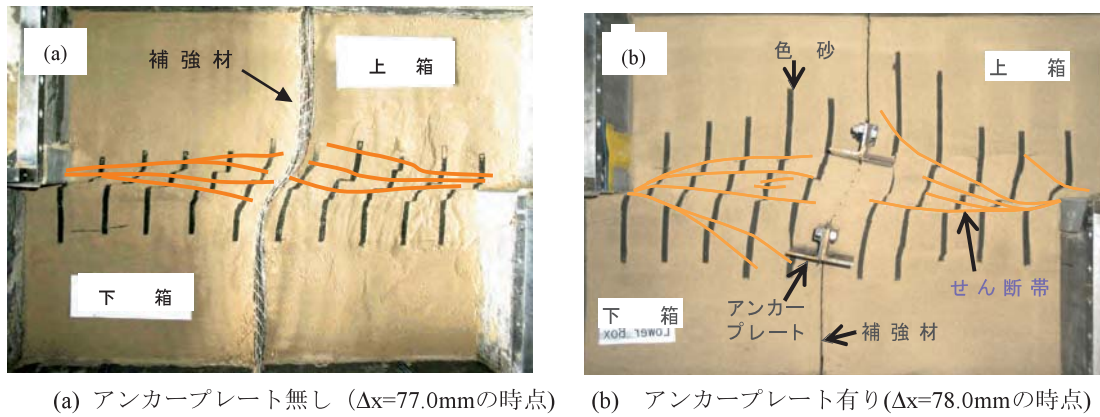 (a)
補強材
上 箱
下 箱
(b)
色 砂
上 箱
せん断帯
アンカー
プレート
補強材
下 箱
Lower Box
(a) アンカープレート無し (Δx=77.0mmの時点)
(b) アンカープレート有り(Δx=78.0mmの時点)